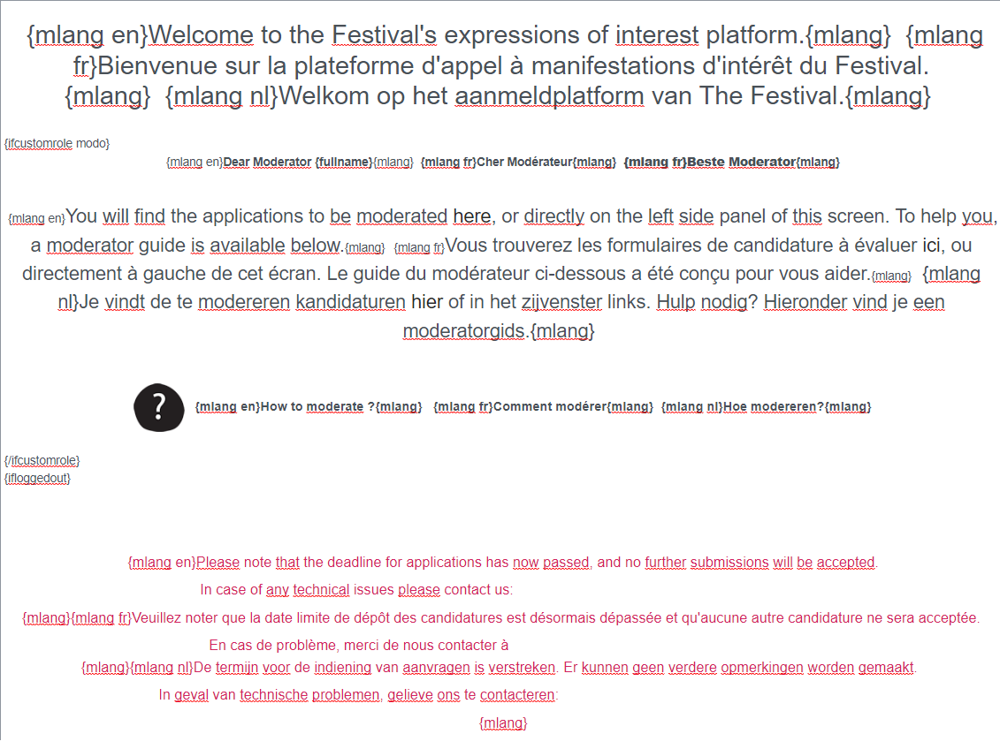 {mlang en}Welcome to the Festival's expressions of interest platform.{mlang} {mlang
fr}Bienvenue sur la plateforme d'appel à manifestations d'intérêt du Festival.
{mlang} {mlang nl}Welkom op het aanmeldplatform van The Festival.{mlang}
{ifcustomrole modo}
{mlang en}Dear Moderator {fullname}{mlang} {mlang fr}Cher Modérateur{mlang} {mlang fr}Beste Moderator{mlang}
{mlang en}You will find the applications to be moderated here, or directly on the left side panel of this screen. To help you,
a moderator guide is available below.{mlang} {mlang fr}Vous trouverez les formulaires de candidature à évaluer ici, ou
directement à gauche de cet écran. Le guide du modérateur ci-dessous a été conçu pour vous aider.{mlang} {mlang
nl}Je vindt de te modereren kandidaturen hier of in het zijvenster links. Hulp nodig? Hieronder vind je een
moderatorgids.{mlang}
? {mlang en}How to moderate ?{mlang} {mlang fr}Comment modérer{mlang} {mlang nl}Hoe modereren?{mlang}
{/ifcustomrole}
{ifloggedout}
{mlang en}Please note that the deadline for applications has now passed, and no further submissions will be accepted.
In case of any technical issues please contact us:
{mlang}{mlang fr}Veuillez noter que la date limite de dépôt des candidatures est désormais dépassée et qu'aucune autre candidature ne sera acceptée.
En cas de problème, merci de nous contacter à
{mlang}{mlang nl}De termijn voor de indiening van aanvragen is verstreken. Er kunnen geen verdere opmerkingen worden gemaakt.
In geval van technische problemen, gelieve ons te contacteren:
{mlang}